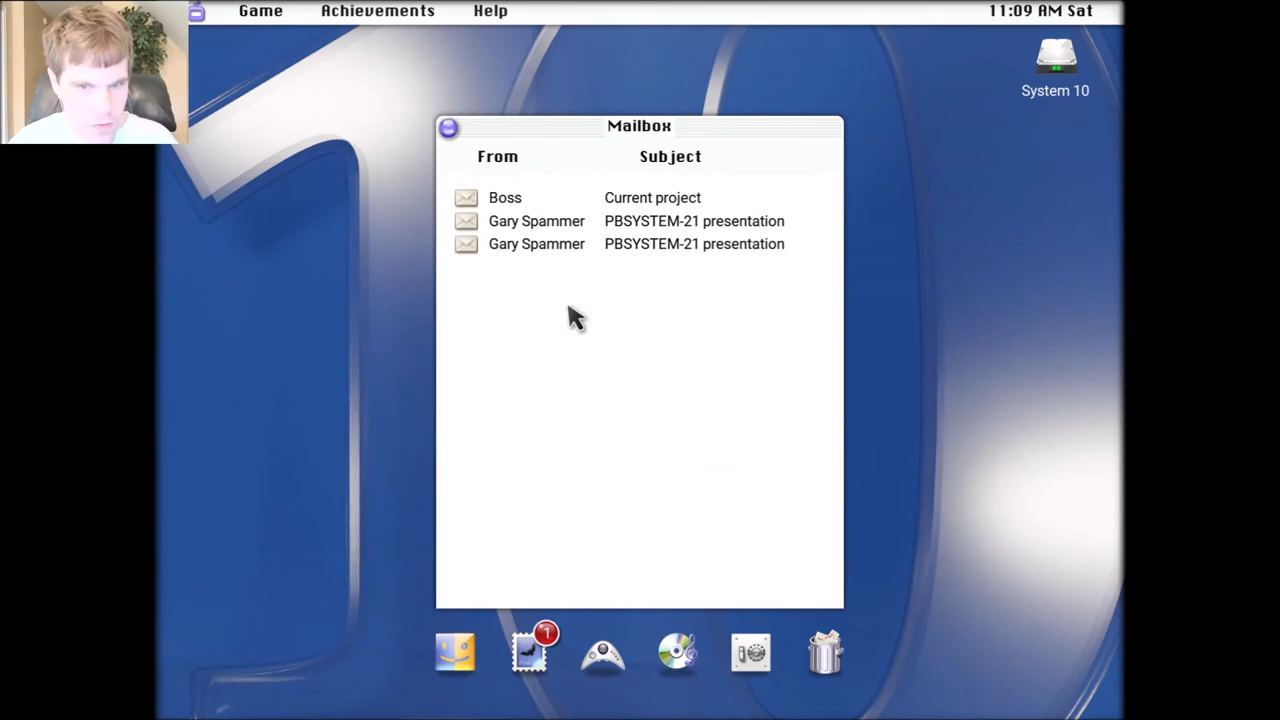 Game Achievements Help 11:09 AM Sat
System 10
Mailbox
From Subject
Boss Current project
Gary Spammer PBSYSTEM-21 presentation
Gary Spammer PBSYSTEM-21 presentation
1